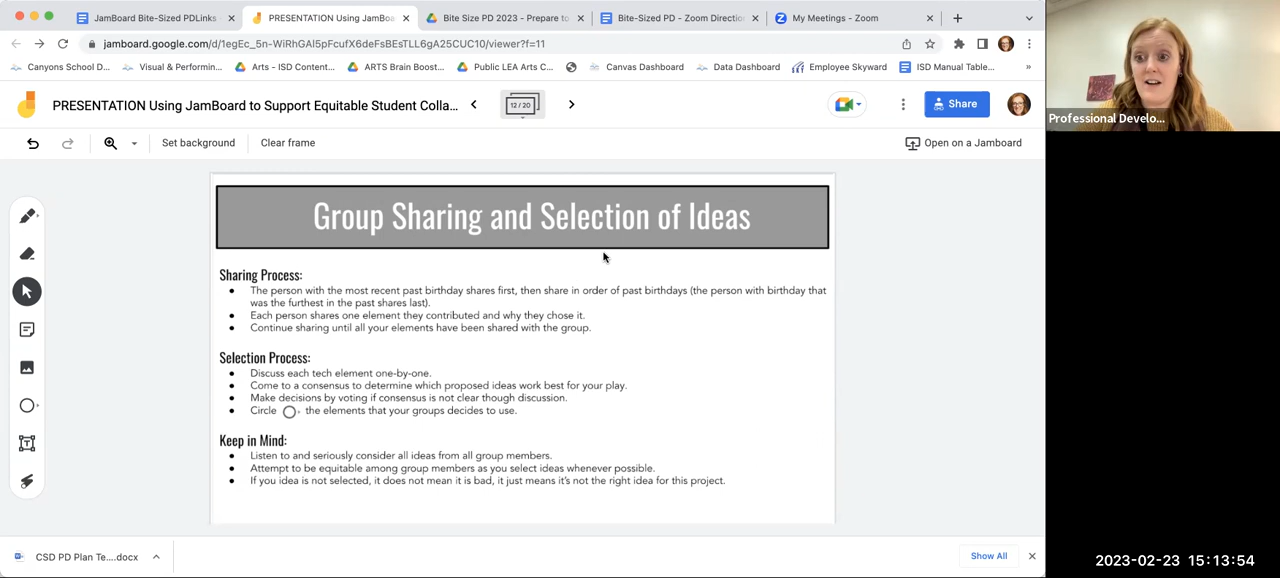 JamBoard Bite-Sized PDLinks
PRESENTATION Using JamBoa
Bite Size PD 2023 - Prepare to
Bite-Sized PD - Zoom Direction
My Meetings - Zoom
jamboard.google.com/d/1egEc_5n-WiRhGAI5pFcufX6deFsBEsTLL6gA25CUC10/viewer?f=11
Canyons School D...
Visual & Performin...
Arts - ISD Content...
ARTS Brain Boost...
Public LEA Arts C...
Canvas Dashboard
Data Dashboard
Employee Skyward
ISD Manual Table...
PRESENTATION Using JamBoard to Support Equitable Student Colla...
12 / 20
Share
Set background
Clear frame
Open on a Jamboard
Group Sharing and Selection of Ideas
Sharing Process:
● The person with the most recent past birthday shares first, then share in order of past birthdays (the person with birthday that
was the furthest in the past shares last).
● Each person shares one element they contributed and why they chose it.
● Continue sharing until all your elements have been shared with the group.
Selection Process:
● Discuss each tech element one-by-one.
● Come to a consensus to determine which proposed ideas work best for your play.
● Make decisions by voting if consensus is not clear though discussion.
● Circle the elements that your groups decides to use.
Keep in Mind:
● Listen to and seriously consider all ideas from all group members.
● Attempt to be equitable among group members as you select ideas whenever possible.
● If you idea is not selected, it does not mean it is bad, it just means it's not the right idea for this project.
CSD PD Plan Te....docx
Show All
Professional Develo...
2023-02-23 15:13:54